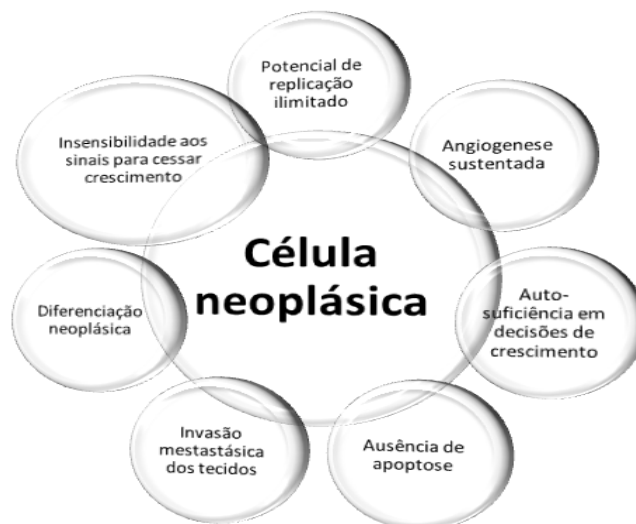 Potencial de
replicação
ilimitado
Insensibilidade aos
sinais para cessar
crescimento
Angiogenese
sustentada
Célula
neoplásica
Diferenciação
neoplásica
Auto-
suficiência em
decisões de
crescimento
Invasão
mestastásica
dos tecidos
Ausência de
apoptose